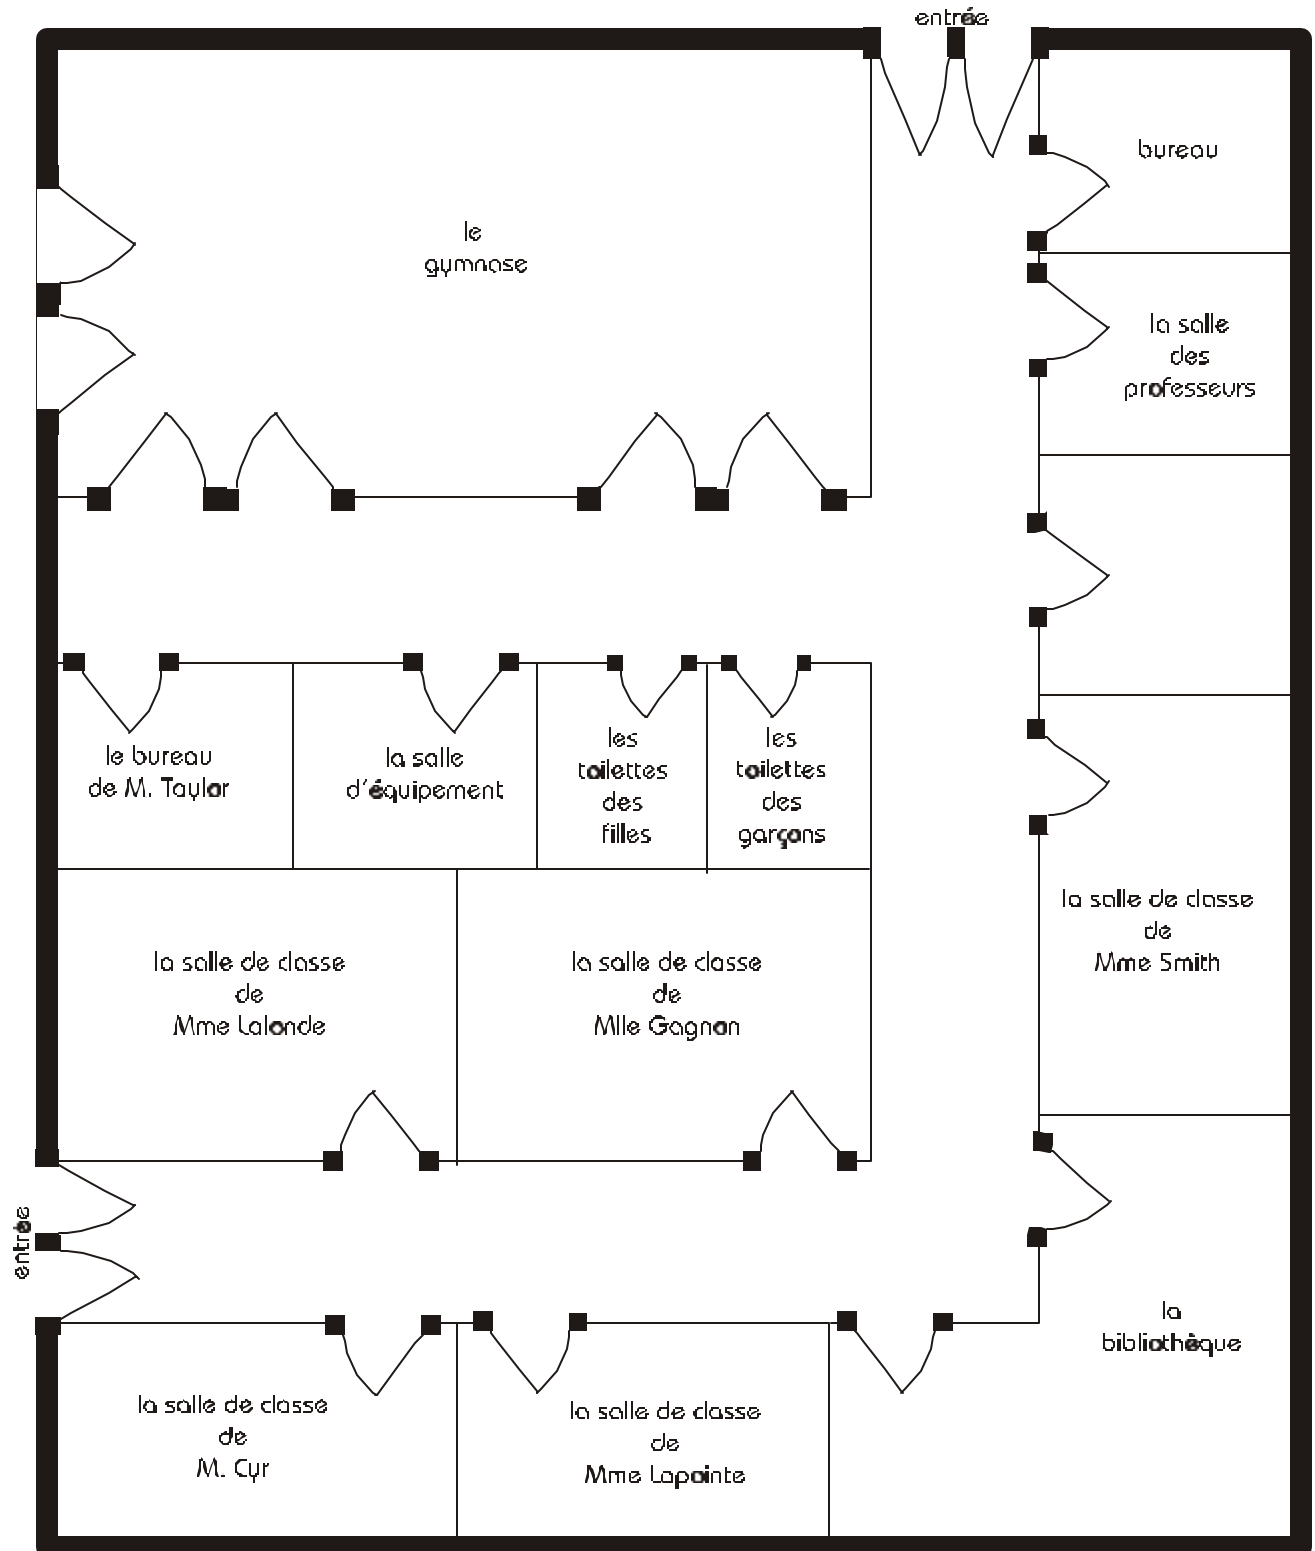 entrée
bureau
le
gymnase
la salle
des
professeurs
le bureau
de M. Taylor
la salle
d'équipement
les
toilettes
des
filles
les
toilettes
des
garçons
la salle de classe
de
Mme Lalonde
la salle de classe
de
Mlle Gagnon
la salle de classe
de
Mme Smith
entrée
la
bibliothèque
la salle de classe
de
M. Cyr
la salle de classe
de
Mme Lapointe